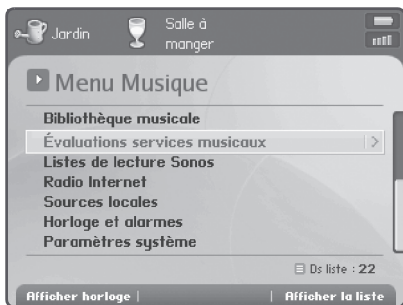 Jardin
Salle à
manger
Menu Musique
Bibliothèque musicale
Évaluations services musicaux
Listes de lecture Sonos
Radio Internet
Sources locales
Horloge et alarmes
Paramètres système
Ds liste : 22
Afficher horloge
Afficher la liste